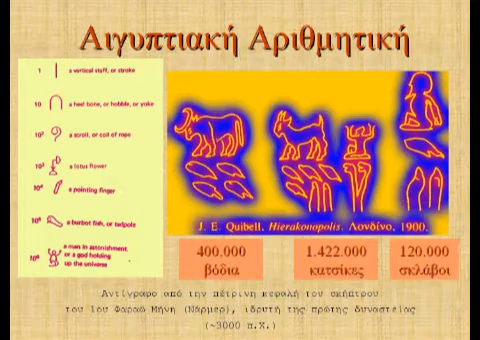 Αιγυπτιακή Αριθμητική
1 a vertical staff, or stroke
10 a heel bone, or hobble, or yoke
10² a scroll, or coil of rope
10³ a lotus flower
10⁴ a pointing finger
10⁵ a burbot fish, or tadpole
10⁶ a man in astonishment,
or a god holding
up the universe
J. E. Quibell, Hierakonopolis. Λονδίνο, 1900.
400.000
βόδια
1.422.000
κατσίκες
120.000
σκλάβοι
Αντίγραφο από την πέτρινη κεφαλή του σκήπτρου
του 1ου Φαραώ Μήνη (Νάρμερ), ιδρυτή της πρώτης δυναστείας
(~3000 π.Χ.)